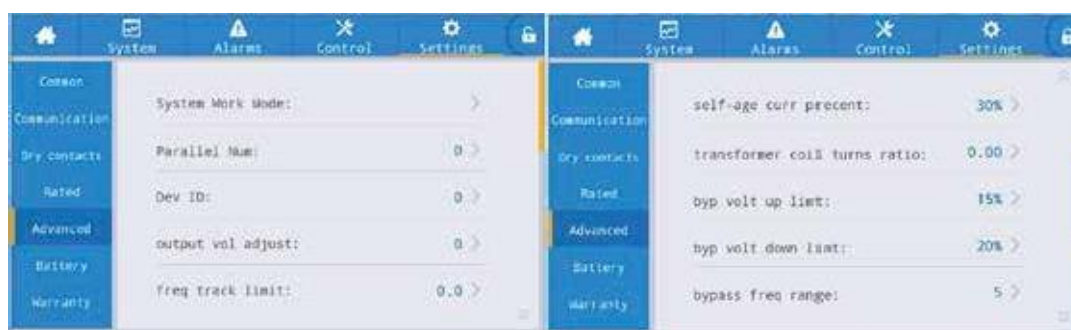 System Alarms Control Settings
Common
Communication
Dry contacts
Rated
Advanced
Battery
Warranty
System Work Mode:
Parallel Num: 0
Dev ID: 0
output vol adjust: 0
freq track limit: 0.0
System Alarms Control Settings
Common
Communication
Dry contacts
Rated
Advanced
Battery
Warranty
self-age curr precent: 30%
transformer coil turns ratio: 0.00
byp volt up limt: 15%
byp volt down limt: 20%
bypass freq range: 5